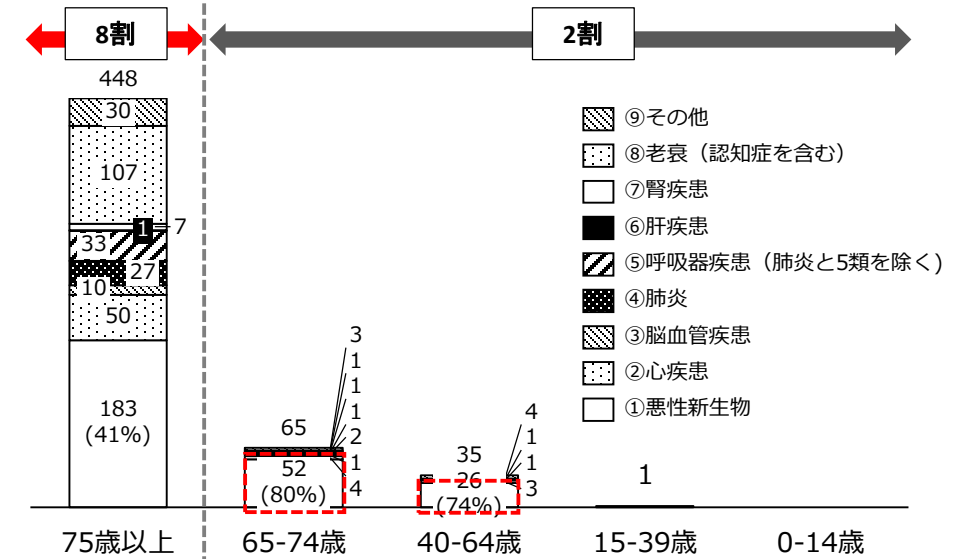 8割
2割
448
30
107
1
7
33
27
10
50
183
(41%)
3
1
1
1
2
1
4
65
52
(80%)
4
1
1
3
35
26
(74%)
1
⑨その他
⑧老衰（認知症を含む）
⑦腎疾患
⑥肝疾患
⑤呼吸器疾患（肺炎と5類を除く)
④肺炎
③脳血管疾患
②心疾患
①悪性新生物
75歳以上
65-74歳
40-64歳
15-39歳
0-14歳